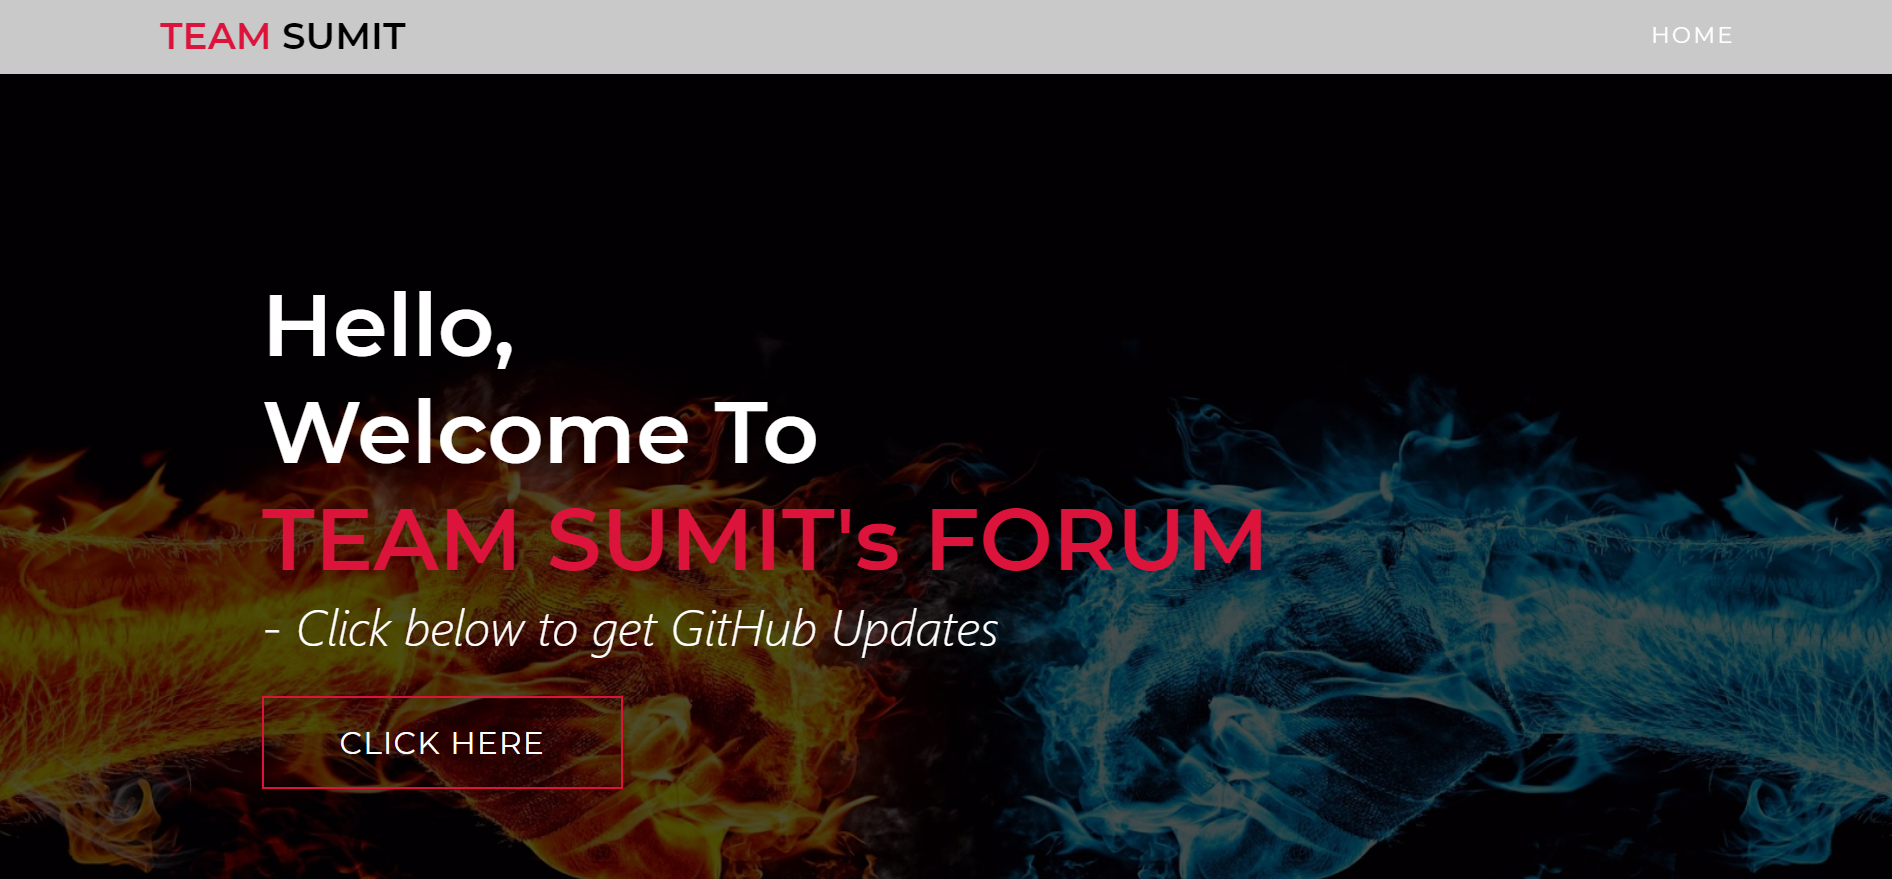 TEAM SUMIT
HOME
Hello,
Welcome To
TEAM SUMIT's FORUM
- Click below to get GitHub Updates
CLICK HERE